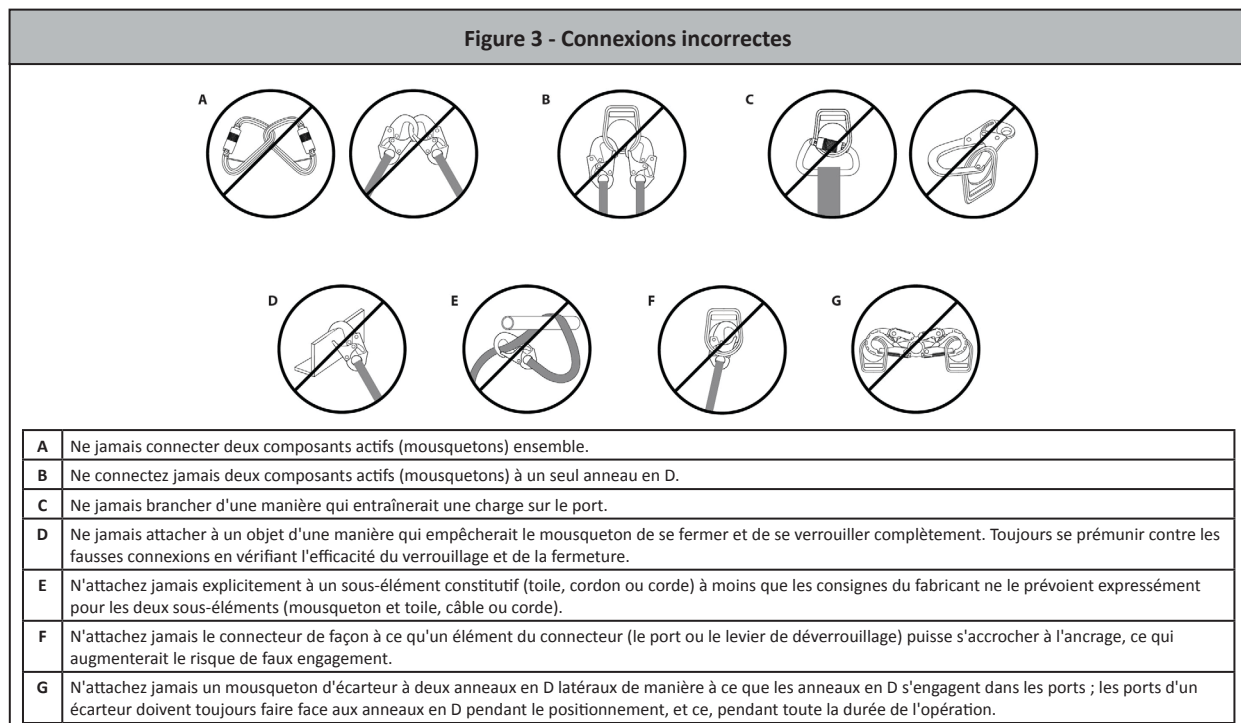 Figure 3 - Connexions incorrectes
A
B
C
D
E
F
G
A Ne jamais connecter deux composants actifs (mousquetons) ensemble.
B Ne connectez jamais deux composants actifs (mousquetons) à un seul anneau en D.
C Ne jamais brancher d'une manière qui entraînerait une charge sur le port.
D Ne jamais attacher à un objet d'une manière qui empêcherait le mousqueton de se fermer et de se verrouiller complètement. Toujours se prémunir contre les
fausses connexions en vérifiant l'efficacité du verrouillage et de la fermeture.
E N'attachez jamais explicitement à un sous-élément constitutif (toile, cordon ou corde) à moins que les consignes du fabricant ne le prévoient expressément
pour les deux sous-éléments (mousqueton et toile, câble ou corde).
F N'attachez jamais le connecteur de façon à ce qu'un élément du connecteur (le port ou le levier de déverrouillage) puisse s'accrocher à l'ancrage, ce qui
augmenterait le risque de faux engagement.
G N'attachez jamais un mousqueton d'écarteur à deux anneaux en D latéraux de manière à ce que les anneaux en D s'engagent dans les ports ; les ports d'un
écarteur doivent toujours faire face aux anneaux en D pendant le positionnement, et ce, pendant toute la durée de l'opération.